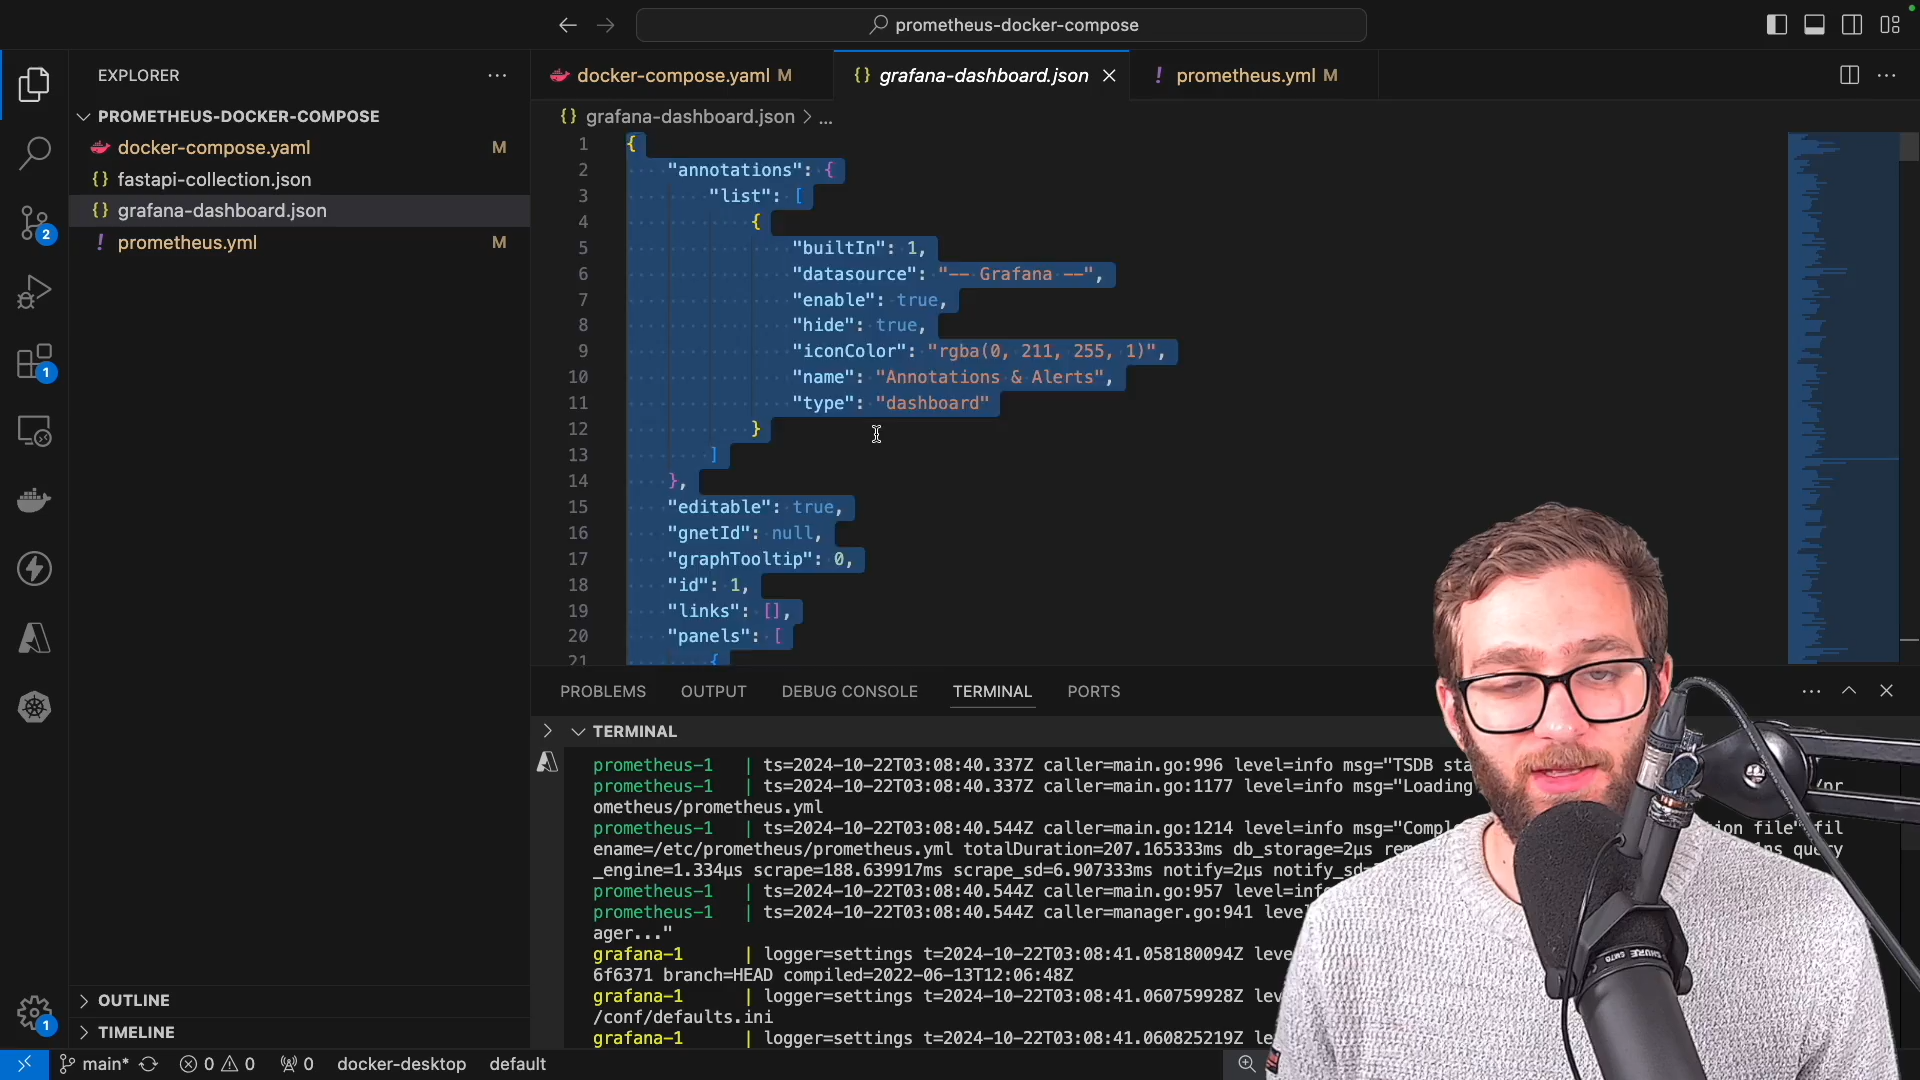 prometheus-docker-compose
EXPLORER
PROMETHEUS-DOCKER-COMPOSE
docker-compose.yaml M
fastapi-collection.json
grafana-dashboard.json
prometheus.yml M
OUTLINE
TIMELINE
docker-compose.yaml M
grafana-dashboard.json
prometheus.yml M
grafana-dashboard.json > ...
1 {
2 "annotations": {
3 "list": [
4 {
5 "builtIn": 1,
6 "datasource": "-- Grafana --",
7 "enable": true,
8 "hide": true,
9 "iconColor": "rgba(0, 211, 255, 1)",
10 "name": "Annotations & Alerts",
11 "type": "dashboard"
12 }
13 ]
14 },
15 "editable": true,
16 "gnetId": null,
17 "graphTooltip": 0,
18 "id": 1,
19 "links": [],
20 "panels": [
21 {
PROBLEMS OUTPUT DEBUG CONSOLE TERMINAL PORTS
TERMINAL
prometheus-1 | ts=2024-10-22T03:08:40.337Z caller=main.go:996 level=info msg="TSDB
prometheus-1 | ts=2024-10-22T03:08:40.337Z caller=main.go:1177 level=info msg="Loading /pr
ometheus/prometheus.yml
prometheus-1 | ts=2024-10-22T03:08:40.544Z caller=main.go:1214 level=info file" fil
ename=/etc/prometheus/prometheus.yml totalDuration=207.165333ms db_storage=2µs query
_engine=1.334µs scrape=188.639917ms scrape_sd=6.907333ms notify=2µs
prometheus-1 | ts=2024-10-22T03:08:40.544Z caller=main.go:957
prometheus-1 | ts=2024-10-22T03:08:40.544Z caller=manager.go:941
ager..."
grafana-1 | logger=settings t=2024-10-22T03:08:41.058180094Z
6f6371 branch=HEAD compiled=2022-06-13T12:06:48Z
grafana-1 | logger=settings t=2024-10-22T03:08:41.060759928Z
/conf/defaults.ini
grafana-1 | logger=settings t=2024-10-22T03:08:41.060825219Z
2
1
1
main* 0 0 0 docker-desktop default
SHURE SM7B